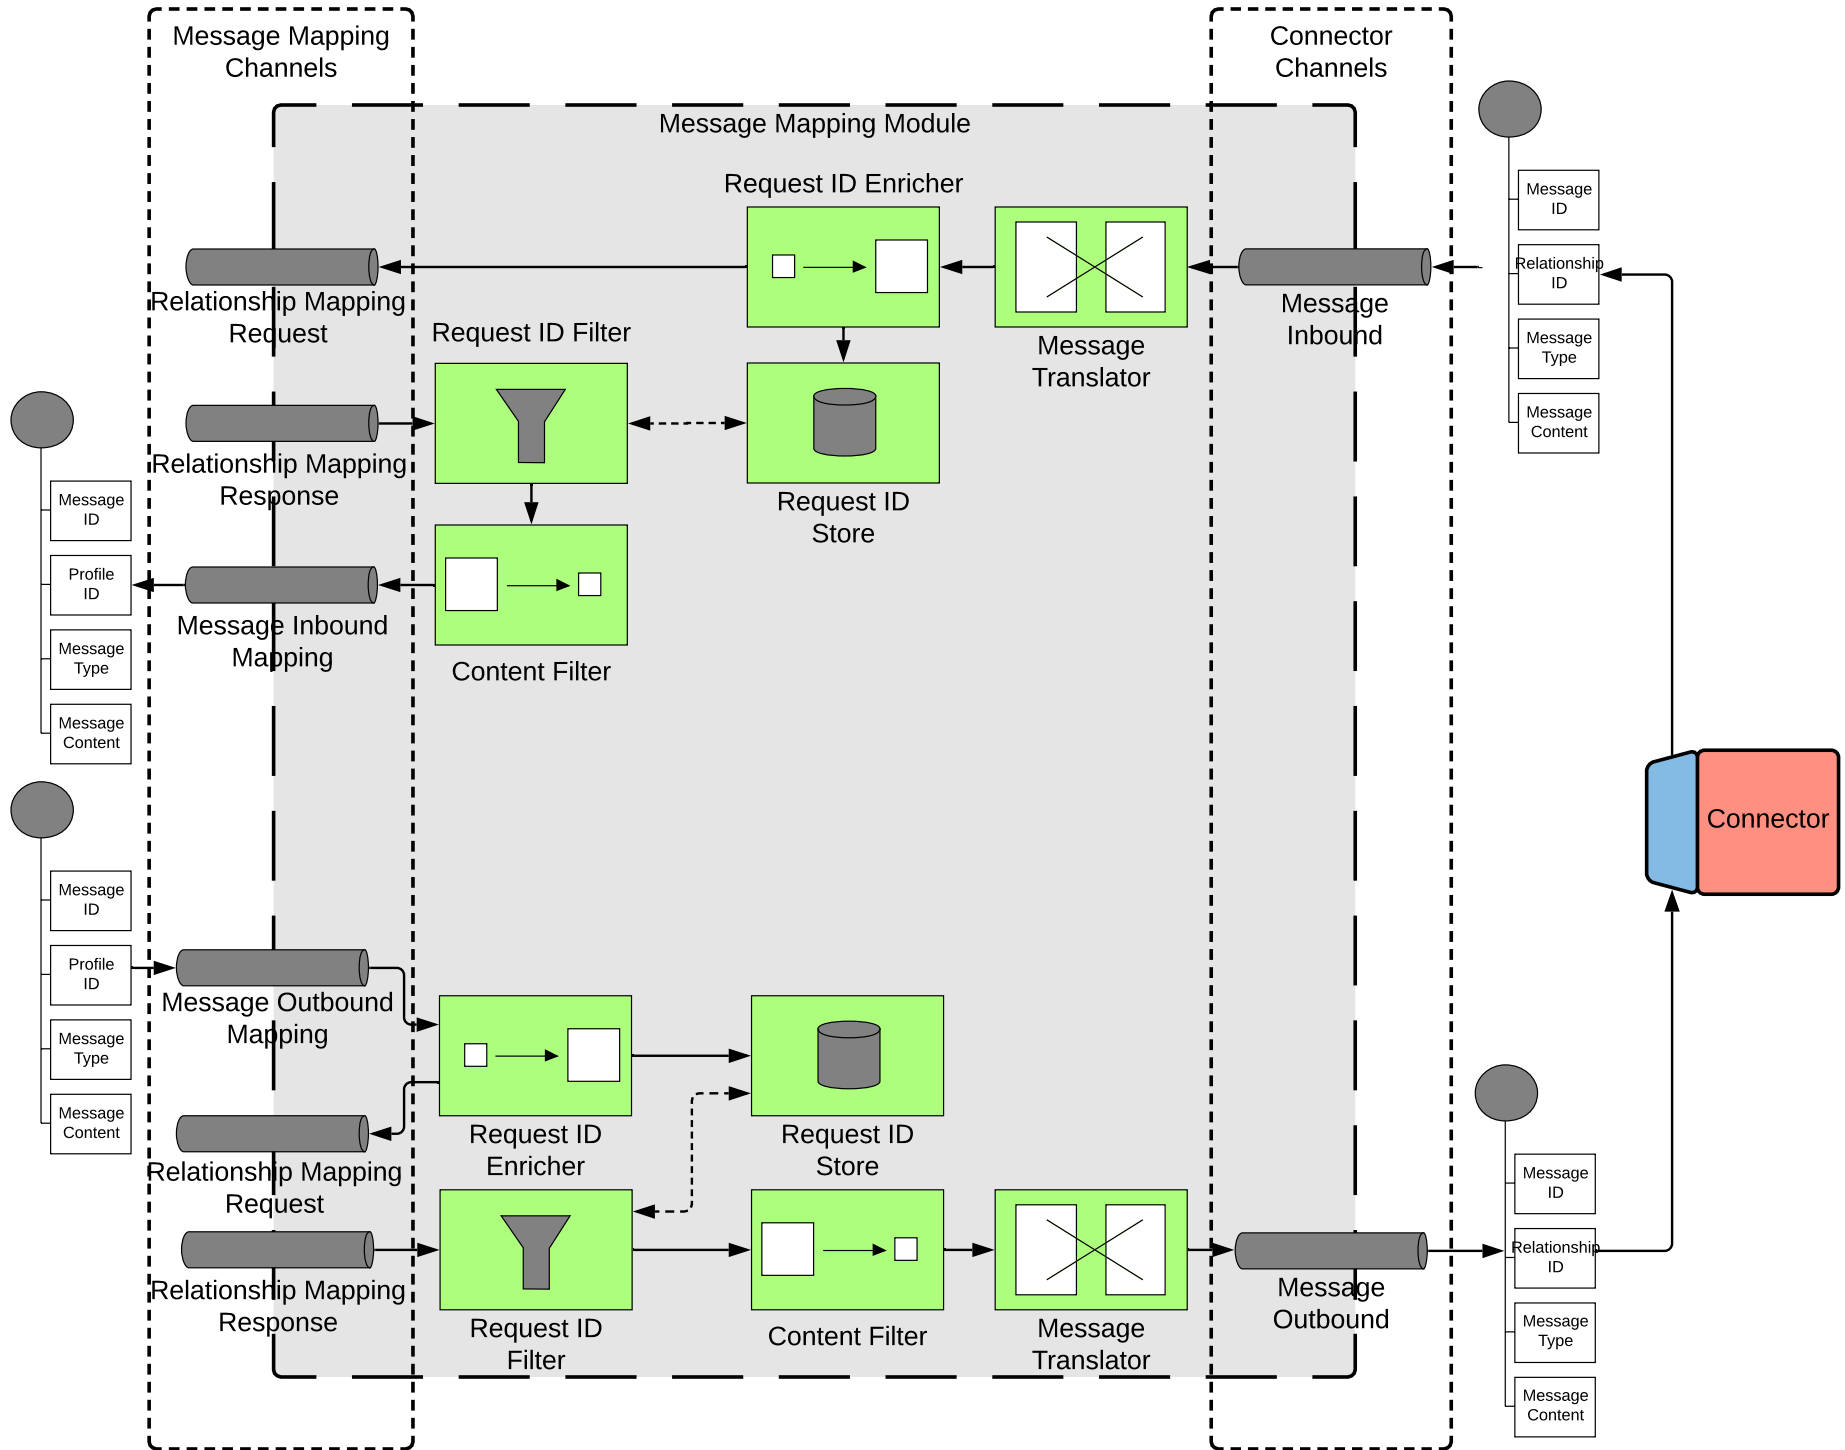 Message Mapping
Channels
Connector
Channels
Message Mapping Module
Request ID Enricher
Relationship Mapping
Request
Request ID Filter
Message
Translator
Message
Inbound
Message
ID
Relationship
ID
Message
Type
Message
Content
Relationship Mapping
Response
Request ID
Store
Message
ID
Profile
ID
Message
Type
Message
Content
Message Inbound
Mapping
Content Filter
Connector
Message
ID
Profile
ID
Message
Type
Message
Content
Message Outbound
Mapping
Relationship Mapping
Request
Request ID
Enricher
Request ID
Store
Relationship Mapping
Response
Request ID
Filter
Content Filter
Message
Translator
Message
Outbound
Message
ID
Relationship
ID
Message
Type
Message
Content